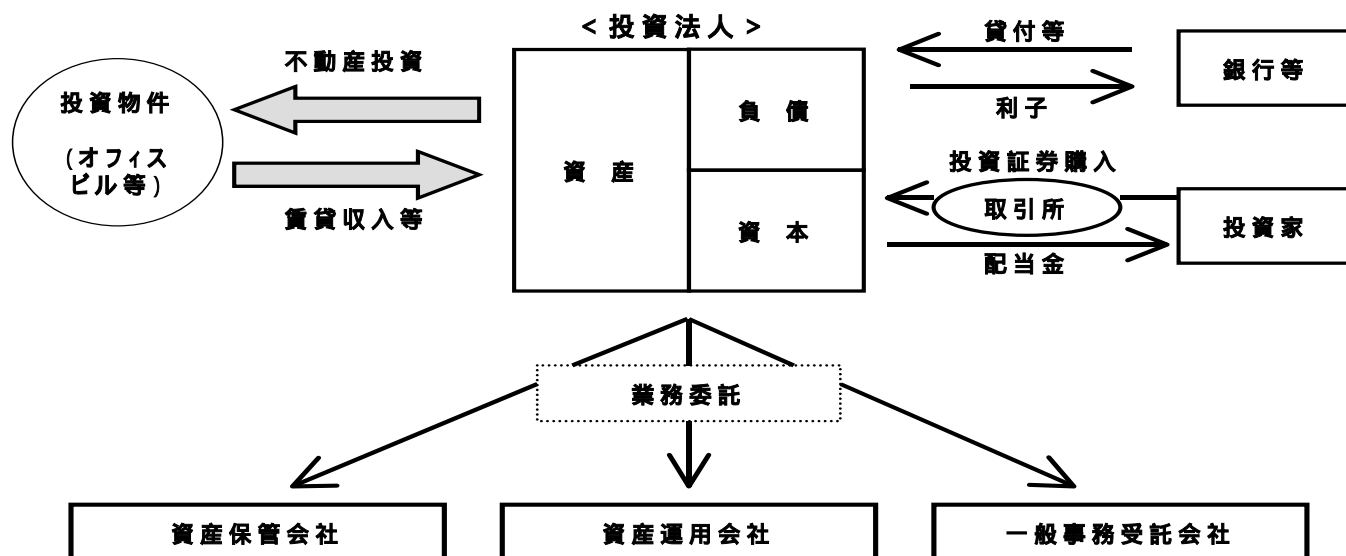 ＜投資法人＞
不動産投資
投資物件
(オフィス
ビル等)
賃貸収入等
資産
負債
資本
貸付等
利子
銀行等
投資証券購入
取引所
配当金
投資家
業務委託
資産保管会社
資産運用会社
一般事務受託会社